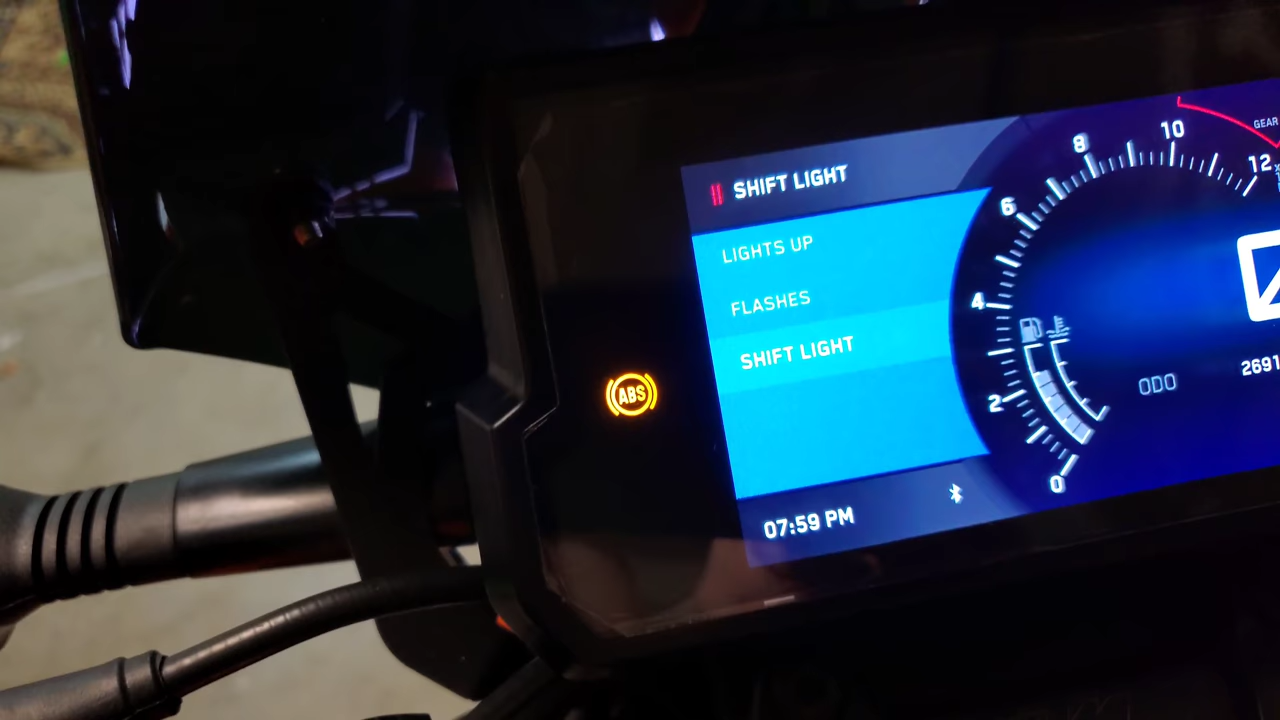 SHIFT LIGHT
LIGHTS UP
FLASHES
SHIFT LIGHT
07:59 PM
ABS
0
2
4
6
8
10
12
GEAR
ODO
2691